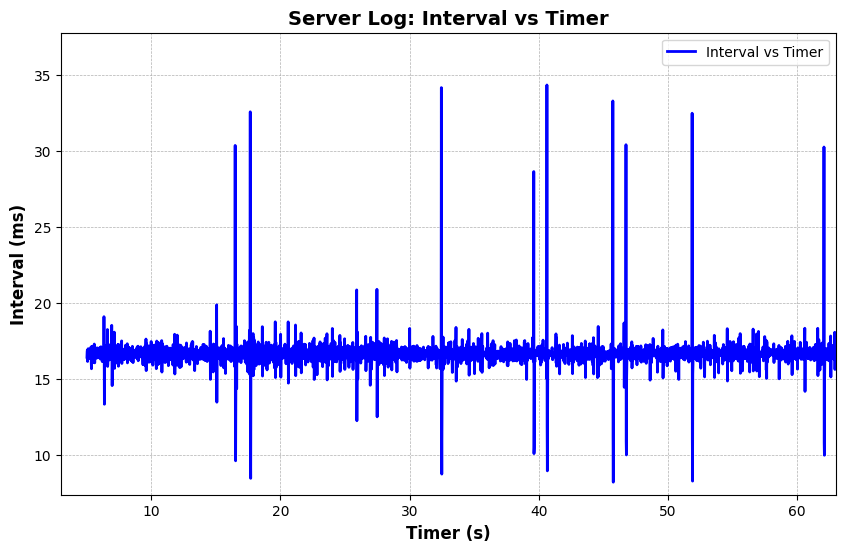 Server Log: Interval vs Timer
Interval vs Timer
35
30
25
20
15
10
Interval (ms)
10 20 30 40 50 60
Timer (s)